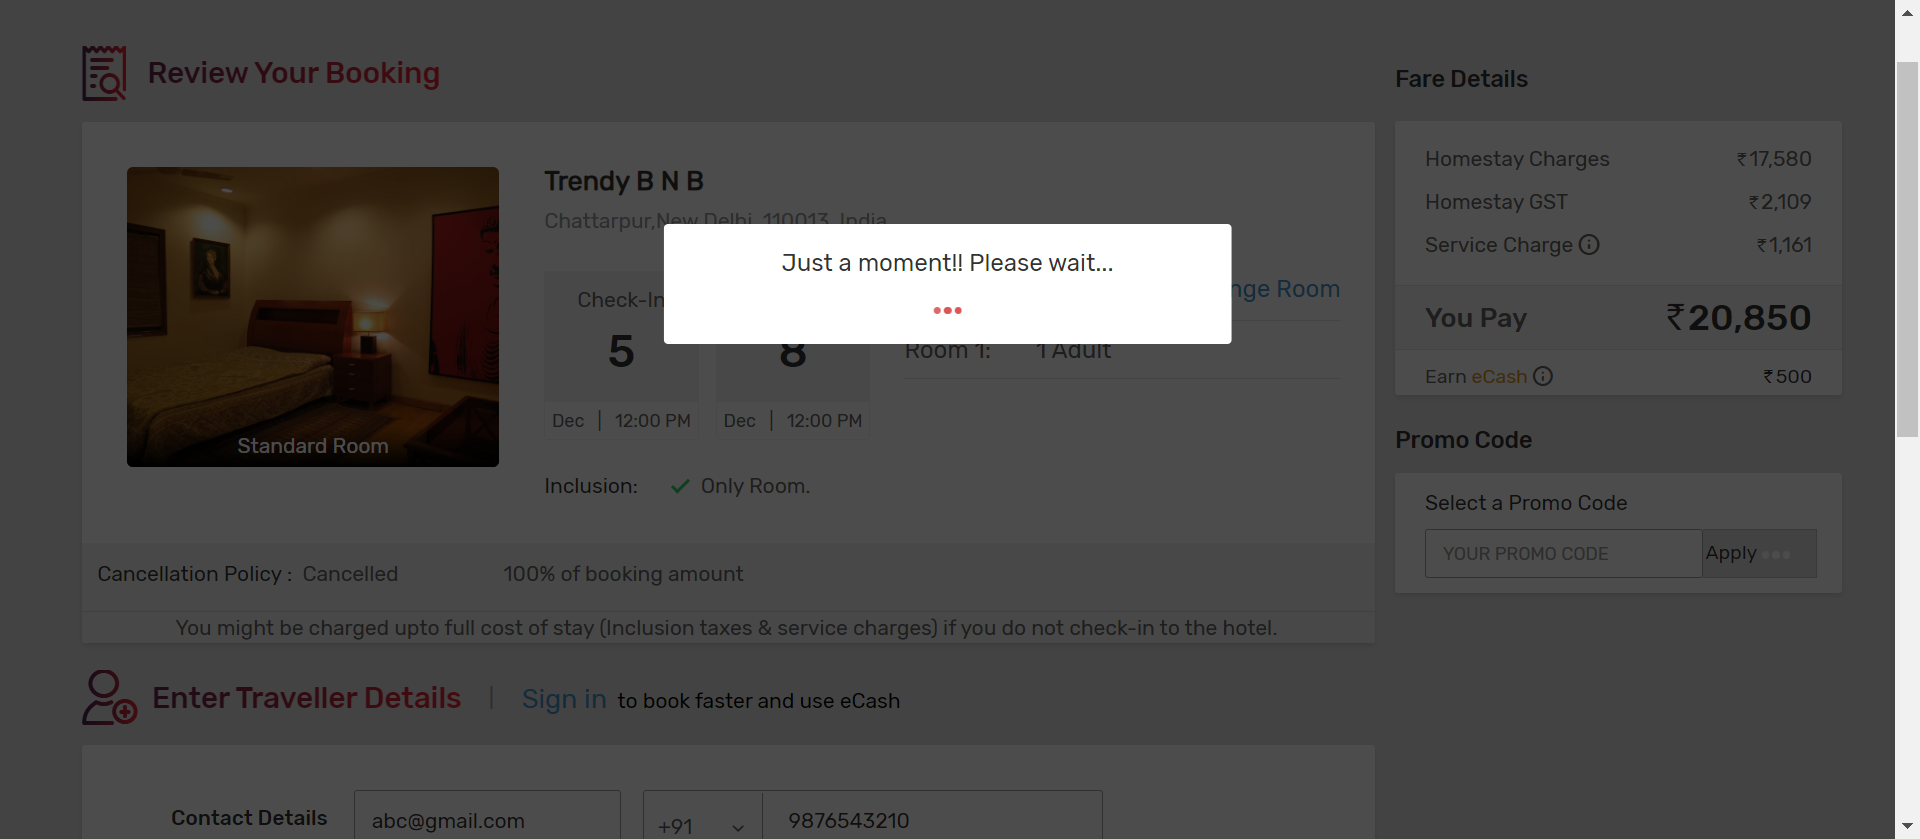 Review Your Booking
Trendy B N B
Chattarpur,New Delhi, 110013, India
Just a moment!! Please wait...
Check-In
5
Dec | 12:00 PM
8
Dec | 12:00 PM
Room
Room 1: 1 Adult
Standard Room
Inclusion: Only Room.
Cancellation Policy : Cancelled 100% of booking amount
You might be charged upto full cost of stay (Inclusion taxes & service charges) if you do not check-in to the hotel.
Enter Traveller Details | Sign in to book faster and use eCash
Contact Details abc@gmail.com +91 9876543210
Fare Details
Homestay Charges ₹17,580
Homestay GST ₹2,109
Service Charge ₹1,161
You Pay ₹20,850
Earn eCash ₹500
Promo Code
Select a Promo Code
YOUR PROMO CODE Apply